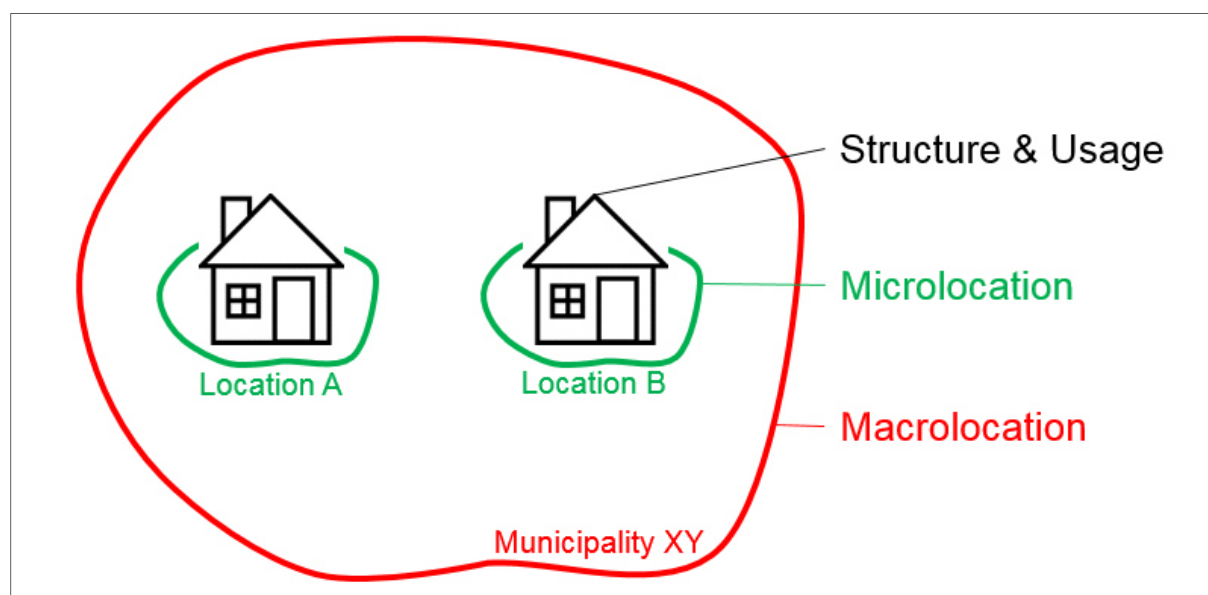 Structure & Usage
Microlocation
Location A
Location B
Macrolocation
Municipality XY